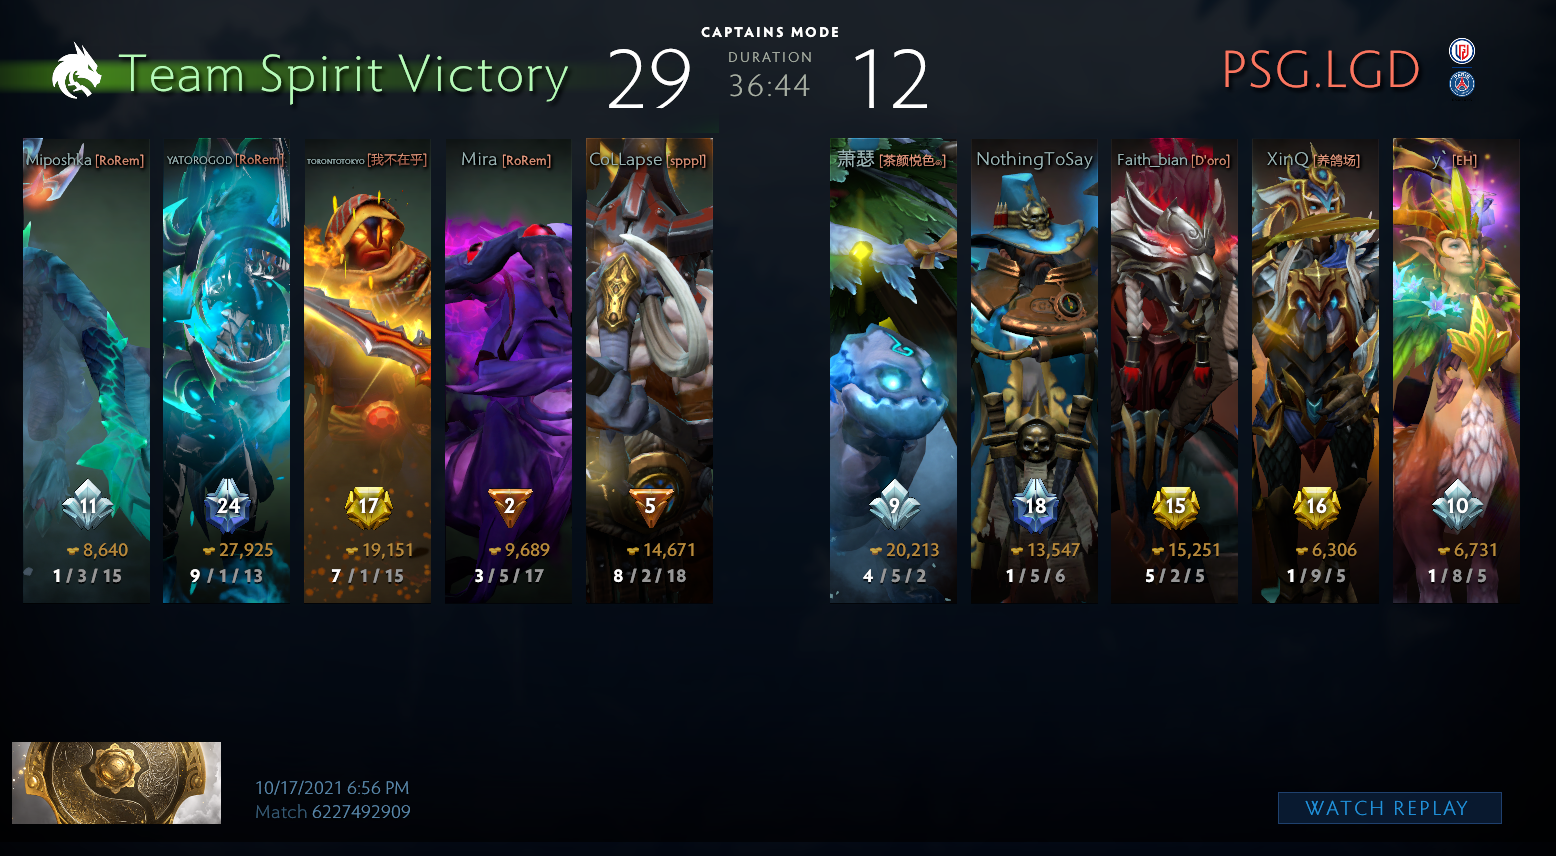 CAPTAINS MODE
Team Spirit Victory 29 DURATION 36:44 12 PSG.LGD
Miposhka [RoRem] YATOROGOD [RoRem] TORONTOTOKYO [我不在乎] Mira [RoRem] CoLLapse [spppl] 萧瑟 [茶颜悦色] NothingToSay Faith_bian [D'oro] XinQ [养鸽场] y [EH]
11 24 17 2 5 9 18 15 16 10
8,640 27,925 19,151 9,689 14,671 20,213 13,547 15,251 6,306 6,731
1 / 3 / 15 9 / 1 / 13 7 / 1 / 15 3 / 5 / 17 8 / 2 / 18 4 / 5 / 2 1 / 5 / 6 5 / 2 / 5 1 / 9 / 5 1 / 8 / 5
10/17/2021 6:56 PM
Match 6227492909
WATCH REPLAY